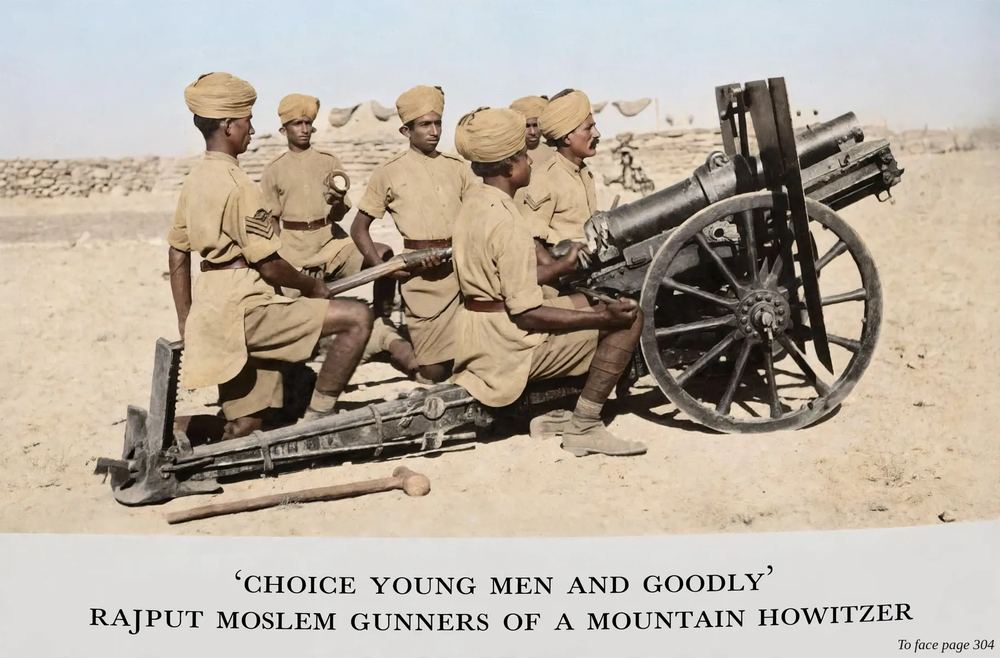 ‘CHOICE YOUNG MEN AND GOODLY’
RAJPUT MOSLEM GUNNERS OF A MOUNTAIN HOWITZER
To face page 304